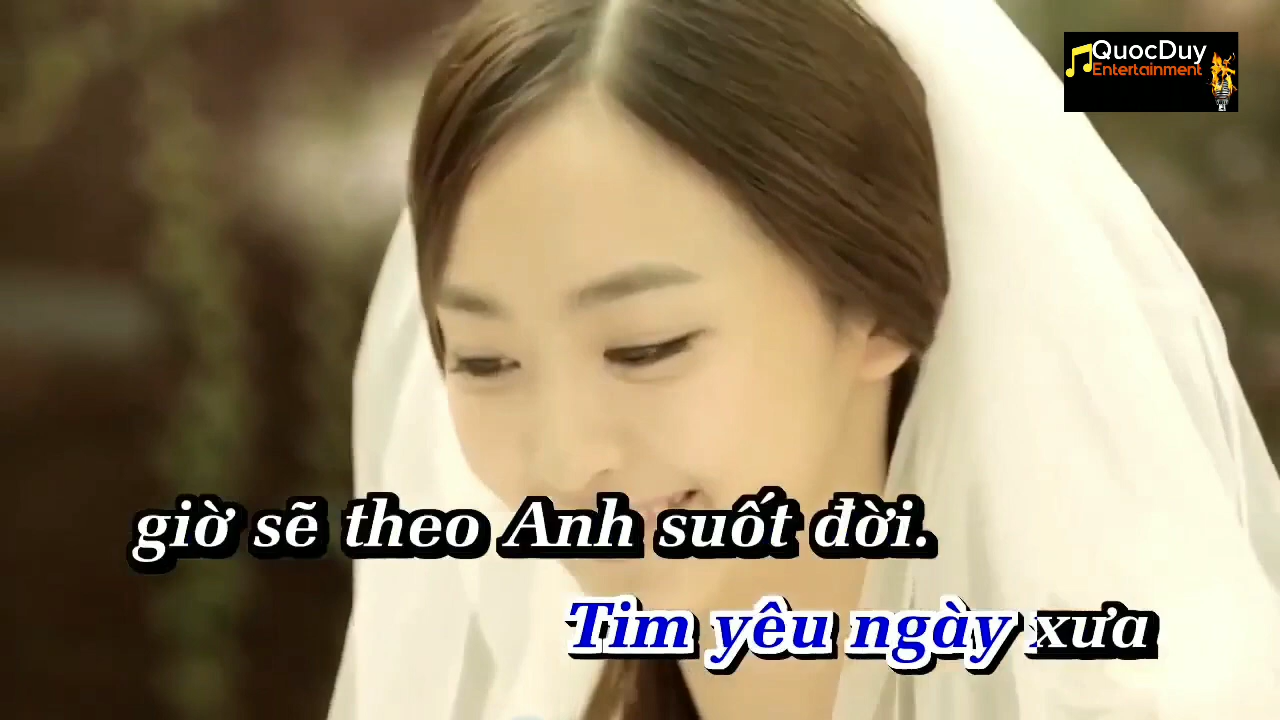 QuocDuy
Entertainment
giờ sẽ theo Anh suốt đời.
Tim yêu ngày xưa